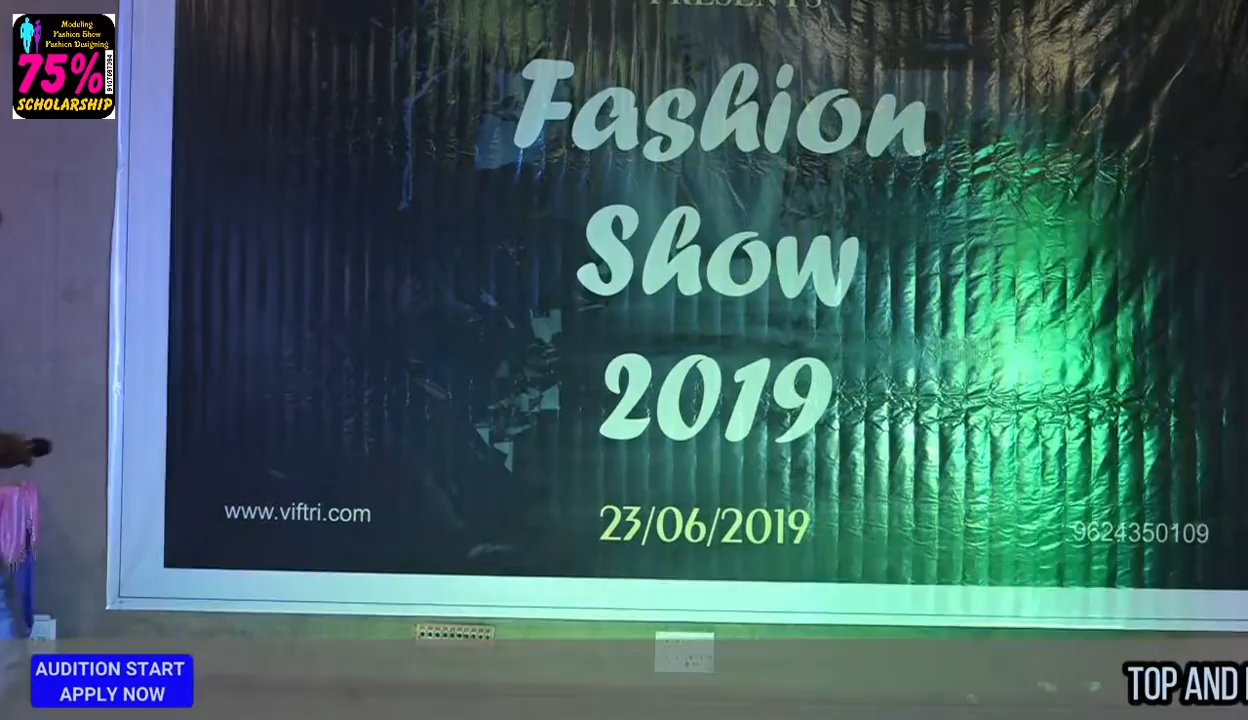 Modeling
Fashion Show
Fashion Designing
75%
SCHOLARSHIP
PRESENTS
Fashion
Show
2019
www.viftri.com
23/06/2019
9624350109
AUDITION START
APPLY NOW
TOP AND